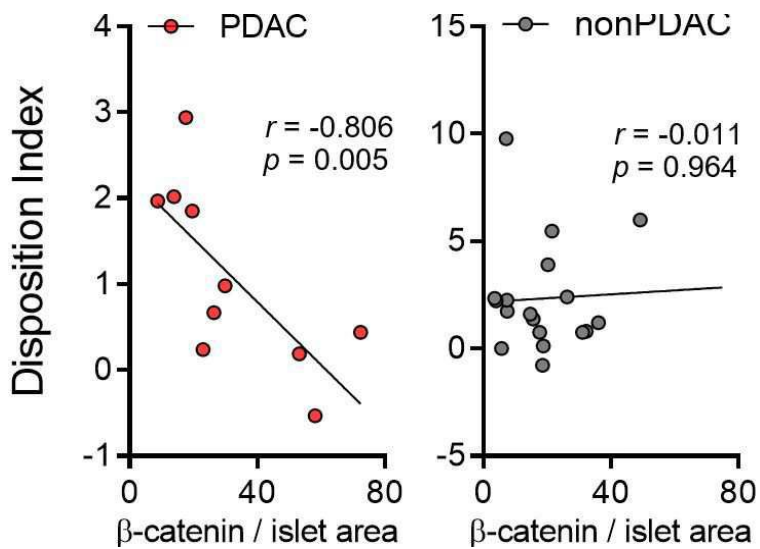 PDAC
r = -0.806
p = 0.005
Disposition Index
4
3
2
1
0
-1
0
40
80
β-catenin / islet area
nonPDAC
r = -0.011
p = 0.964
15
10
5
0
-5
0
40
80
β-catenin / islet area